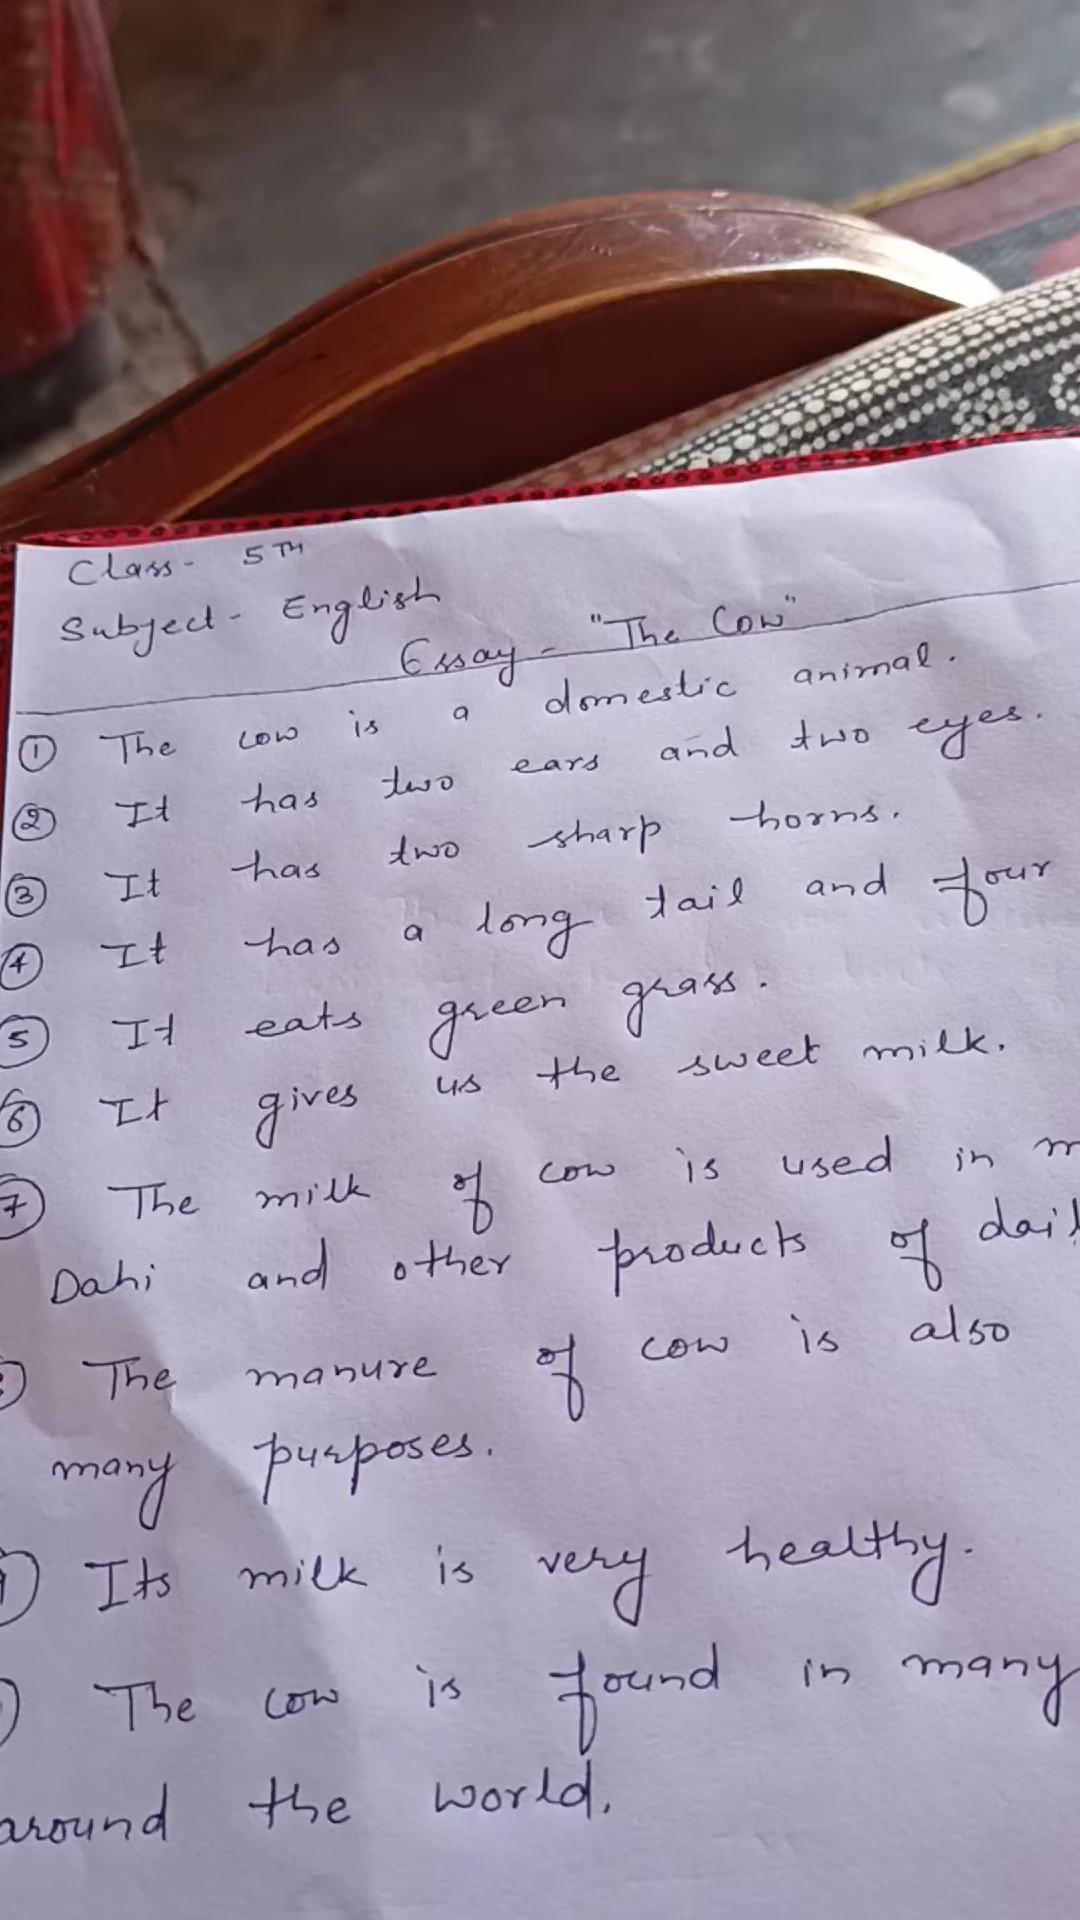 Class- 5TH
Subject- English
Essay- "The Cow"
① The cow is a domestic animal.
② It has two ears and two eyes.
③ It has two sharp horns.
④ It has a long tail and four
⑤ It eats green grass.
⑥ It gives us the sweet milk.
⑦ The milk of cow is used in
Dahi and other products of
The manure of cow is also
many purposes.
Its milk is very healthy.
The cow is found in many
around the world.